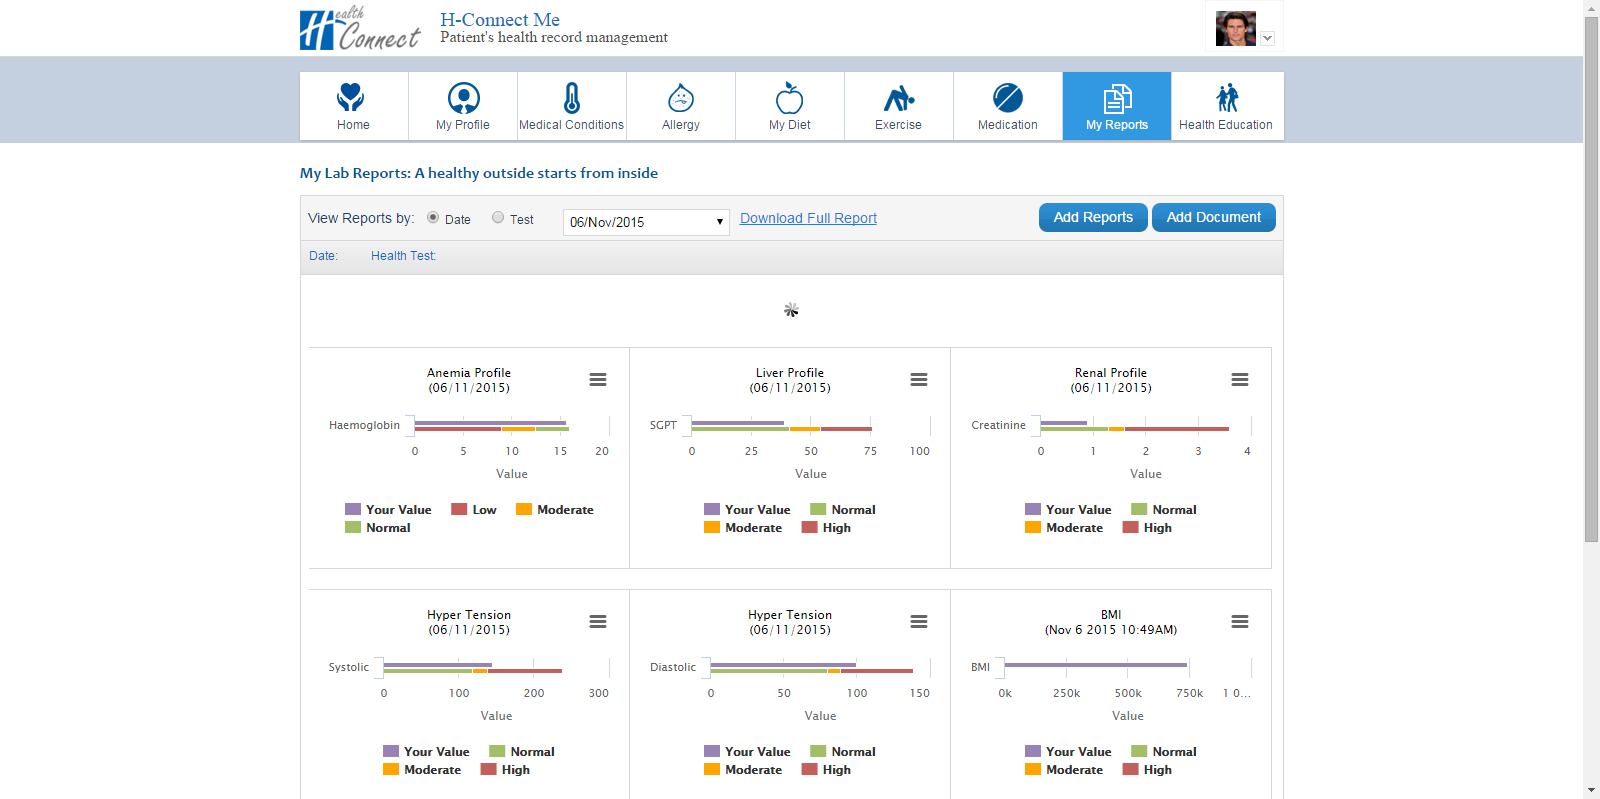 Health Connect
H-Connect Me
Patient's health record management
Home
My Profile
Medical Conditions
Allergy
My Diet
Exercise
Medication
My Reports
Health Education
My Lab Reports: A healthy outside starts from inside
View Reports by: Date Test 06/Nov/2015 Download Full Report Add Reports Add Document
Date: Health Test:
Anemia Profile
(06/11/2015)
Haemoglobin
0 5 10 15 20
Value
Your Value Low Moderate
Normal
Liver Profile
(06/11/2015)
SGPT
0 25 50 75 100
Value
Your Value Normal
Moderate High
Renal Profile
(06/11/2015)
Creatinine
0 1 2 3 4
Value
Your Value Normal
Moderate High
Hyper Tension
(06/11/2015)
Systolic
0 100 200 300
Value
Your Value Normal
Moderate High
Hyper Tension
(06/11/2015)
Diastolic
0 50 100 150
Value
Your Value Normal
Moderate High
BMI
(Nov 6 2015 10:49AM)
BMI
0k 250k 500k 750k 1 0...
Value
Your Value Normal
Moderate High